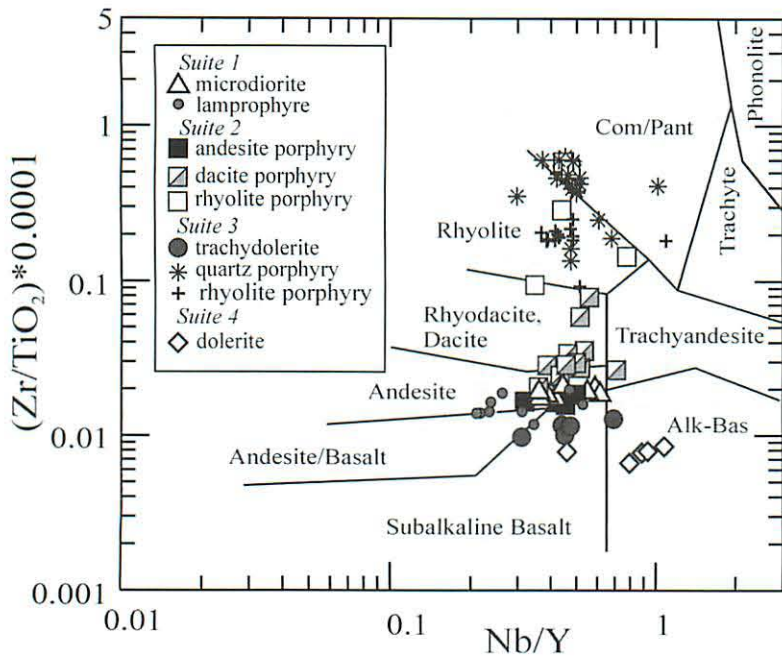 5
1
0.1
0.01
0.001
(Zr/TiO₂)*0.0001
Suite 1
microdiorite
lamprophyre
Suite 2
andesite porphyry
dacite porphyry
rhyolite porphyry
Suite 3
trachydolerite
quartz porphyry
rhyolite porphyry
Suite 4
dolerite
Phonolite
Com/Pant
Trachyte
Rhyolite
Rhyodacite,
Dacite
Trachyandesite
Andesite
Alk-Bas
Andesite/Basalt
Subalkaline Basalt
0.01
0.1
1
Nb/Y